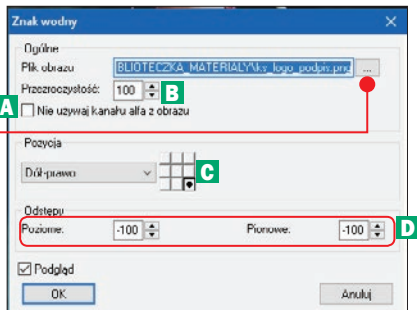 Znak wodny
Ogólne
Plik obrazu BLIOTECZKA_MATERIALY\kv_logo_podpiv.png ...
Przezroczystość: 100 B
A Nie używaj kanału alfa z obrazu
Pozycja
Dół-prawo C
Odstępy
Poziome: -100 Pionowe: -100 D
Podgląd
OK Anuluj